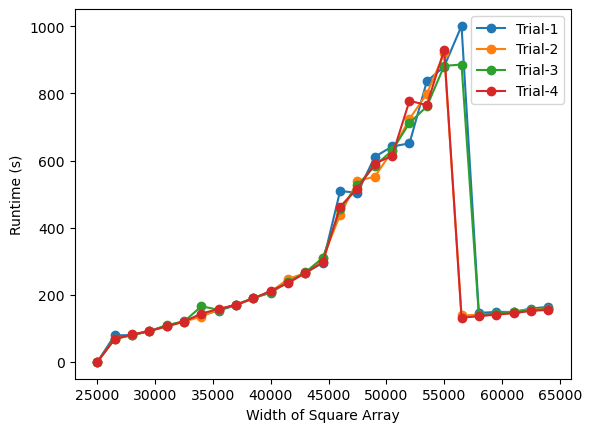 1000
800
600
400
200
0
Runtime (s)
25000 30000 35000 40000 45000 50000 55000 60000 65000
Width of Square Array
Trial-1
Trial-2
Trial-3
Trial-4